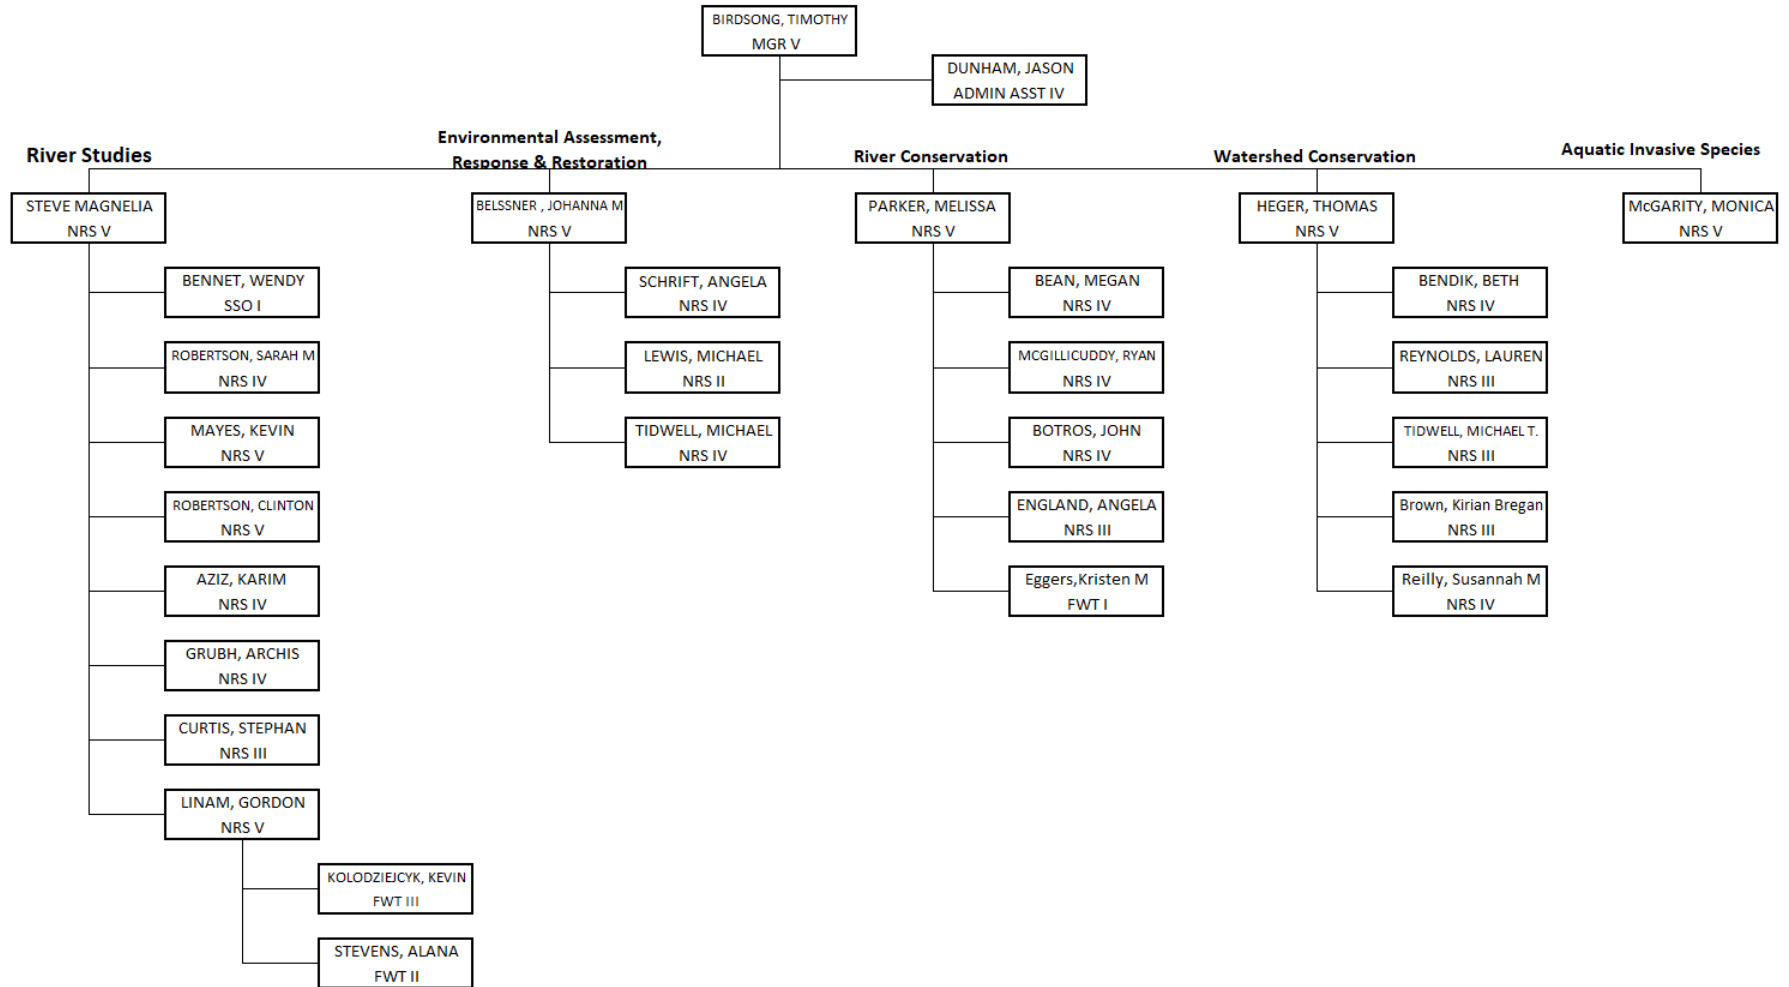 BIRDSONG, TIMOTHY
MGR V
DUNHAM, JASON
ADMIN ASST IV
River Studies
Environmental Assessment,
Response & Restoration
River Conservation
Watershed Conservation
Aquatic Invasive Species
STEVE MAGNELIA
NRS V
BELSSNER , JOHANNA M
NRS V
PARKER, MELISSA
NRS V
HEGER, THOMAS
NRS V
McGARITY, MONICA
NRS V
BENNET, WENDY
SSO I
SCHRIFT, ANGELA
NRS IV
BEAN, MEGAN
NRS IV
BENDIK, BETH
NRS IV
ROBERTSON, SARAH M
NRS IV
LEWIS, MICHAEL
NRS II
MCGILLICUDDY, RYAN
NRS IV
REYNOLDS, LAUREN
NRS III
MAYES, KEVIN
NRS V
TIDWELL, MICHAEL
NRS IV
BOTROS, JOHN
NRS IV
TIDWELL, MICHAEL T.
NRS III
ROBERTSON, CLINTON
NRS V
ENGLAND, ANGELA
NRS III
Brown, Kirian Bregan
NRS III
AZIZ, KARIM
NRS IV
Eggers,Kristen M
FWT I
Reilly, Susannah M
NRS IV
GRUBH, ARCHIS
NRS IV
CURTIS, STEPHAN
NRS III
LINAM, GORDON
NRS V
KOLODZIEJCYK, KEVIN
FWT III
STEVENS, ALANA
FWT II